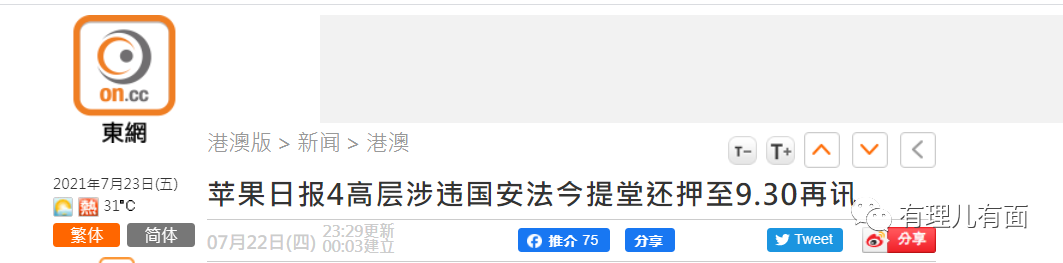 on.cc
東網
港澳版 > 新闻 > 港澳
T- T+
2021年7月23日(五)
熱 31°C
繁体 简体
苹果日报4高层涉违国安法今提堂还押至9.30再讯
07月22日(四) 23:29更新
00:03建立
推介 75 分享 Tweet 分享
有理儿有面